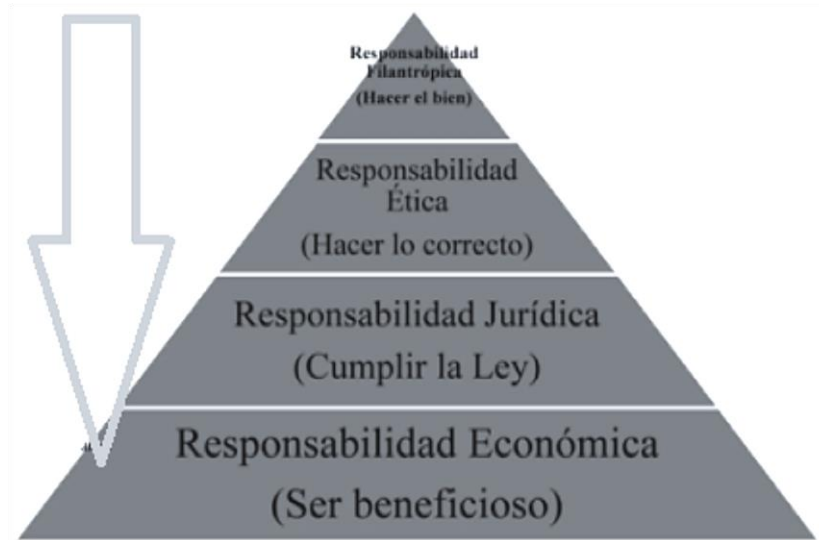 Responsabilidad
Filantrópica
(Hacer el bien)
Responsabilidad
Ética
(Hacer lo correcto)
Responsabilidad Jurídica
(Cumplir la Ley)
Responsabilidad Económica
(Ser beneficioso)